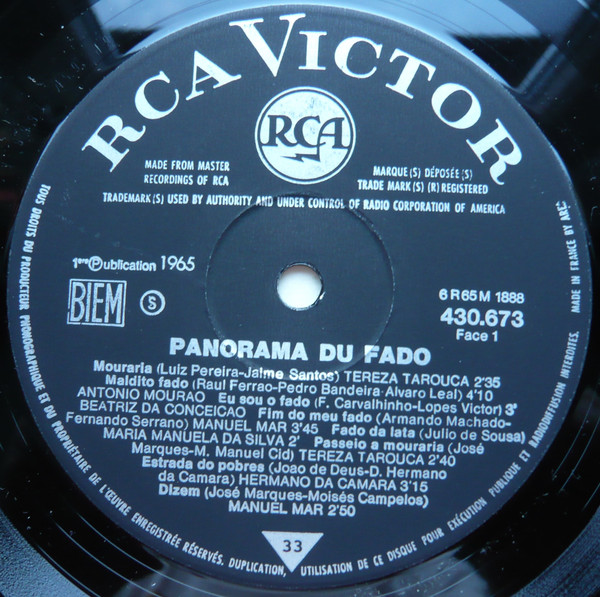 RCA VICTOR
RCA
MADE FROM MASTER
RECORDINGS OF RCA
MARQUE(S) DÉPOSÉE(S)
TRADE MARK(S) (R) REGISTERED
TRADEMARK(S) USED BY AUTHORITY AND UNDER CONTROL OF RADIO CORPORATION OF AMERICA
1ère Ⓟublication 1965
BIEM
S
6 R 65 M 1888
430.673
Face 1
PANORAMA DU FADO
Mouraria (Luiz Pereira-Jaime Santos) TEREZA TAROUCA 2'35
Maldito fado (Raul Ferrao-Pedro Bandeira-Alvaro Leal) 4'10
ANTONIO MOURAO Eu sou o fado (F. Carvalhinho-Lopes Victor) 3'
BEATRIZ DA CONCEICAO Fim do meu fado (Armando Machado-
Fernando Serrano) MANUEL MAR 3'45 Fado da lata (Julio de Sousa)
MARIA MANUELA DA SILVA 2' Passeio a mouraria (José
Marques-M. Manuel Cid) TEREZA TAROUCA 2'40
Estrada do pobres (Joao de Deus-D. Hermano
da Camara) HERMANO DA CAMARA 3'15
Dizem (José Marques-Moisés Campelos)
MANUEL MAR 2'50
33
TOUS DROITS DU PRODUCTEUR PHONOGRAPHIQUE ET DU PROPRIÉTAIRE DE L'ŒUVRE ENREGISTRÉE RÉSERVÉS. DUPLICATION, UTILISATION DE CE DISQUE POUR EXÉCUTION PUBLIQUE ET RADIODIFFUSION INTERDITES. MADE IN FRANCE BY AREC